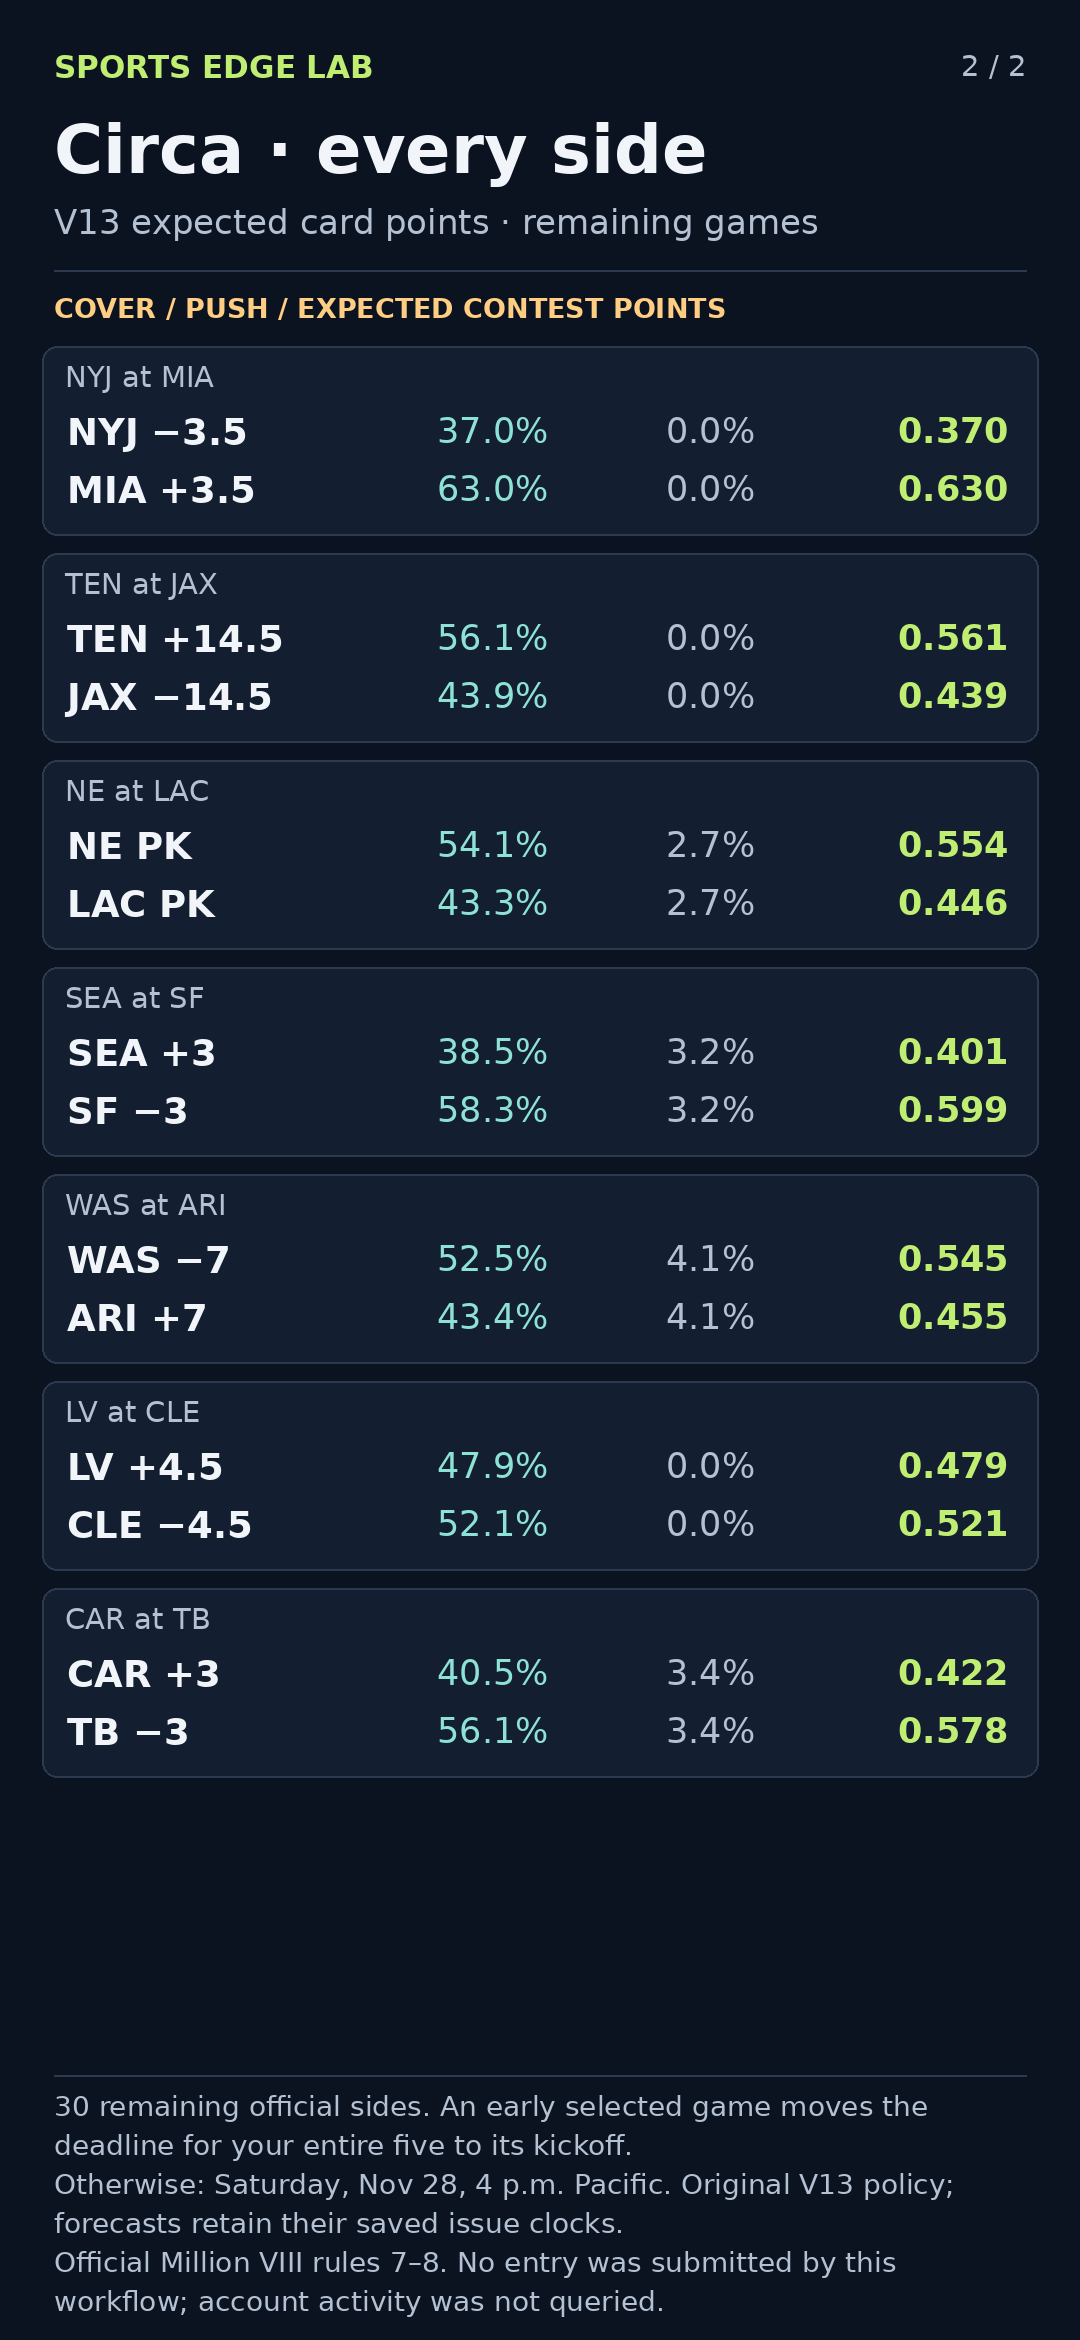 SPORTS EDGE LAB 2 / 2
Circa · every side
V13 expected card points · remaining games
COVER / PUSH / EXPECTED CONTEST POINTS
NYJ at MIA
NYJ −3.5 37.0% 0.0% 0.370
MIA +3.5 63.0% 0.0% 0.630
TEN at JAX
TEN +14.5 56.1% 0.0% 0.561
JAX −14.5 43.9% 0.0% 0.439
NE at LAC
NE PK 54.1% 2.7% 0.554
LAC PK 43.3% 2.7% 0.446
SEA at SF
SEA +3 38.5% 3.2% 0.401
SF −3 58.3% 3.2% 0.599
WAS at ARI
WAS −7 52.5% 4.1% 0.545
ARI +7 43.4% 4.1% 0.455
LV at CLE
LV +4.5 47.9% 0.0% 0.479
CLE −4.5 52.1% 0.0% 0.521
CAR at TB
CAR +3 40.5% 3.4% 0.422
TB −3 56.1% 3.4% 0.578
30 remaining official sides. An early selected game moves the
deadline for your entire five to its kickoff.
Otherwise: Saturday, Nov 28, 4 p.m. Pacific. Original V13 policy;
forecasts retain their saved issue clocks.
Official Million VIII rules 7–8. No entry was submitted by this
workflow; account activity was not queried.